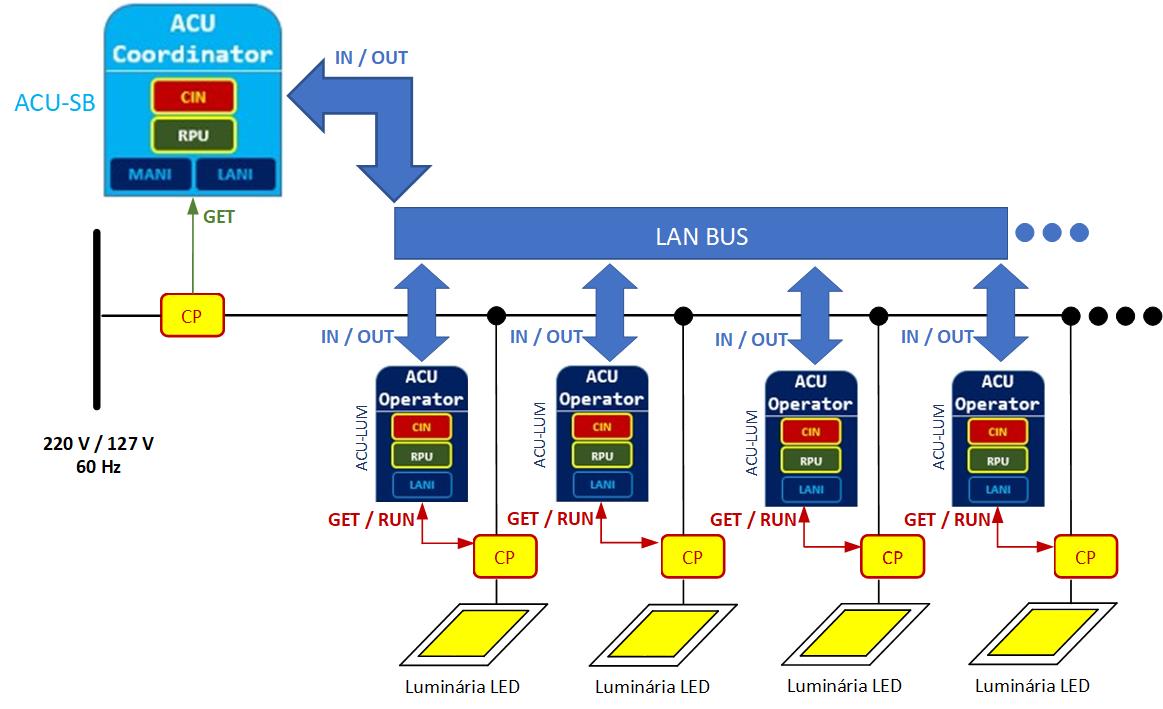 ACU
Coordinator
IN / OUT
ACU-SB
CIN
RPU
MANI LANI
GET
LAN BUS
CP
IN / OUT IN / OUT IN / OUT IN / OUT
220 V / 127 V
60 Hz
ACU
Operator
ACU-LUM
CIN
RPU
LANI
ACU
Operator
ACU-LUM
CIN
RPU
LANI
ACU
Operator
ACU-LUM
CIN
RPU
LANI
ACU
Operator
ACU-LUM
CIN
RPU
LANI
GET / RUN GET / RUN GET / RUN GET / RUN
CP CP CP CP
Luminária LED Luminária LED Luminária LED Luminária LED